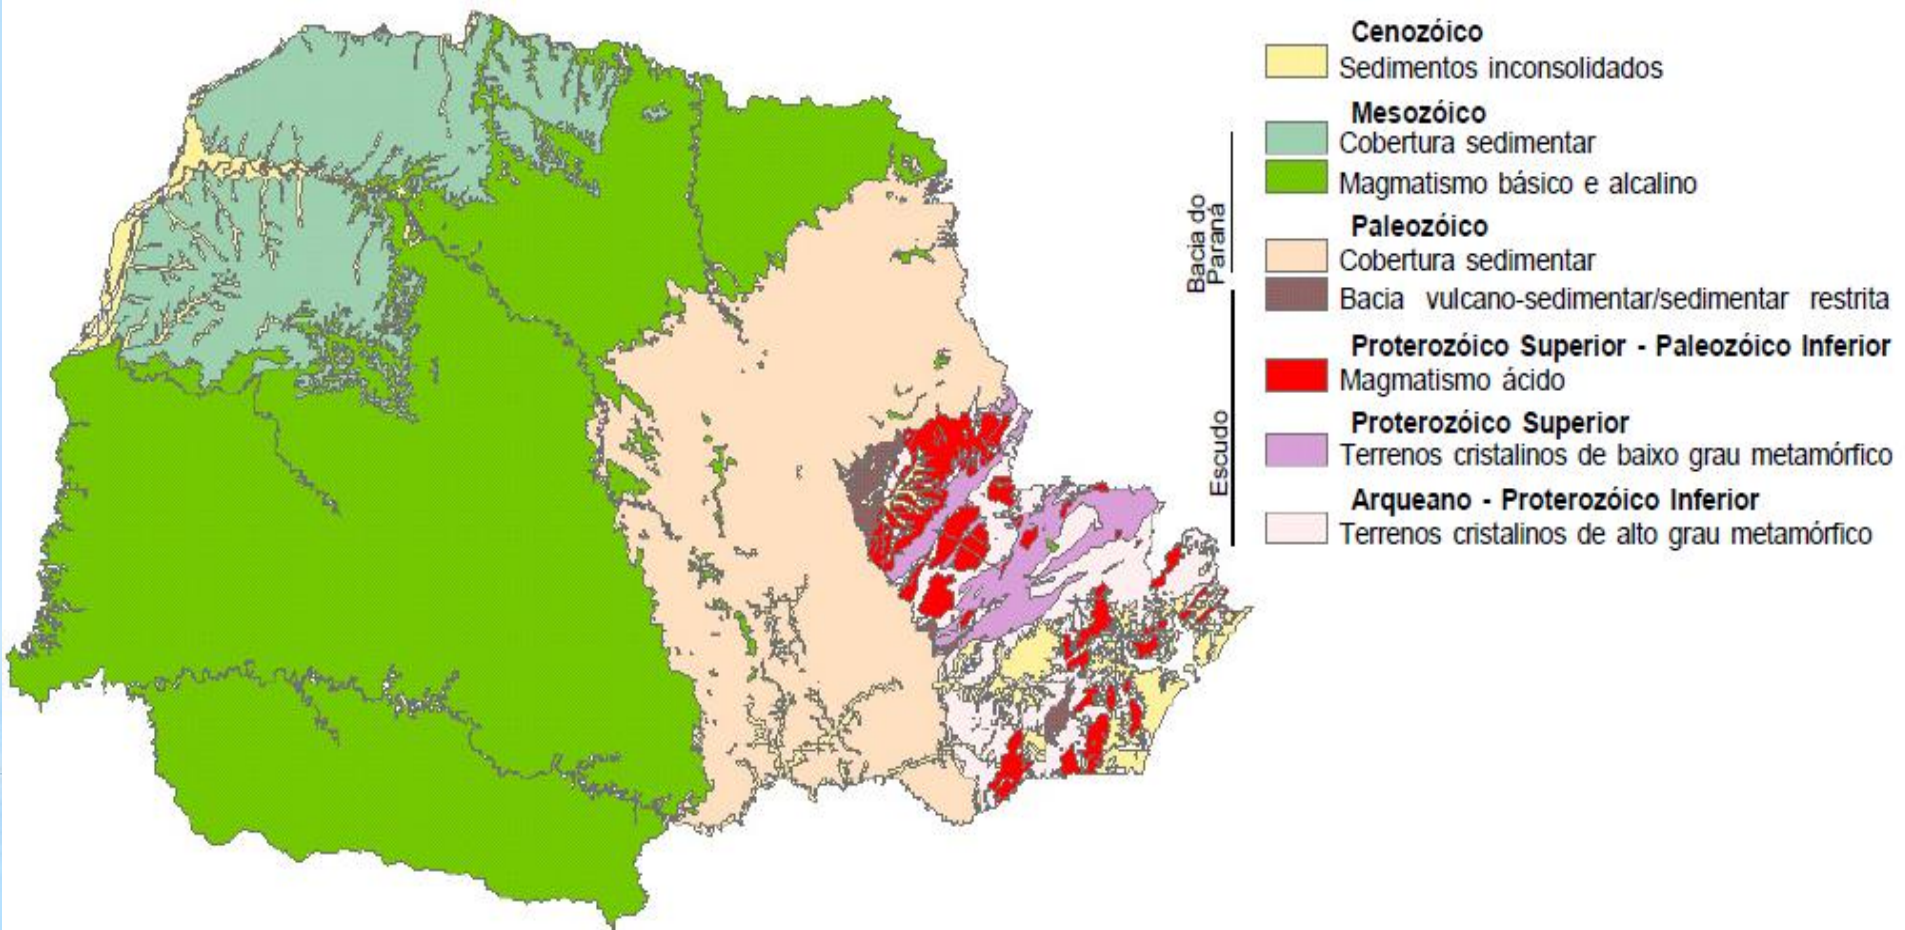 Cenozóico
Sedimentos inconsolidados
Mesozóico
Cobertura sedimentar
Magmatismo básico e alcalino
Paleozóico
Cobertura sedimentar
Bacia vulcano-sedimentar/sedimentar restrita
Proterozóico Superior - Paleozóico Inferior
Magmatismo ácido
Proterozóico Superior
Terrenos cristalinos de baixo grau metamórfico
Arqueano - Proterozóico Inferior
Terrenos cristalinos de alto grau metamórfico
Bacia do
Paraná
Escudo